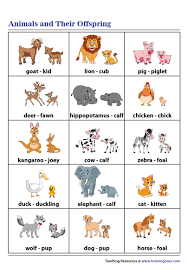 Animals and Their Offspring
goat - kid
lion - cub
pig - piglet
deer - fawn
hippopotamus - calf
chicken - chick
kangaroo - joey
cow - calf
zebra - foal
duck - duckling
elephant - calf
cat - kitten
wolf - pup
dog - pup
horse - foal
Teaching Resources @ www.tutoringhour.com